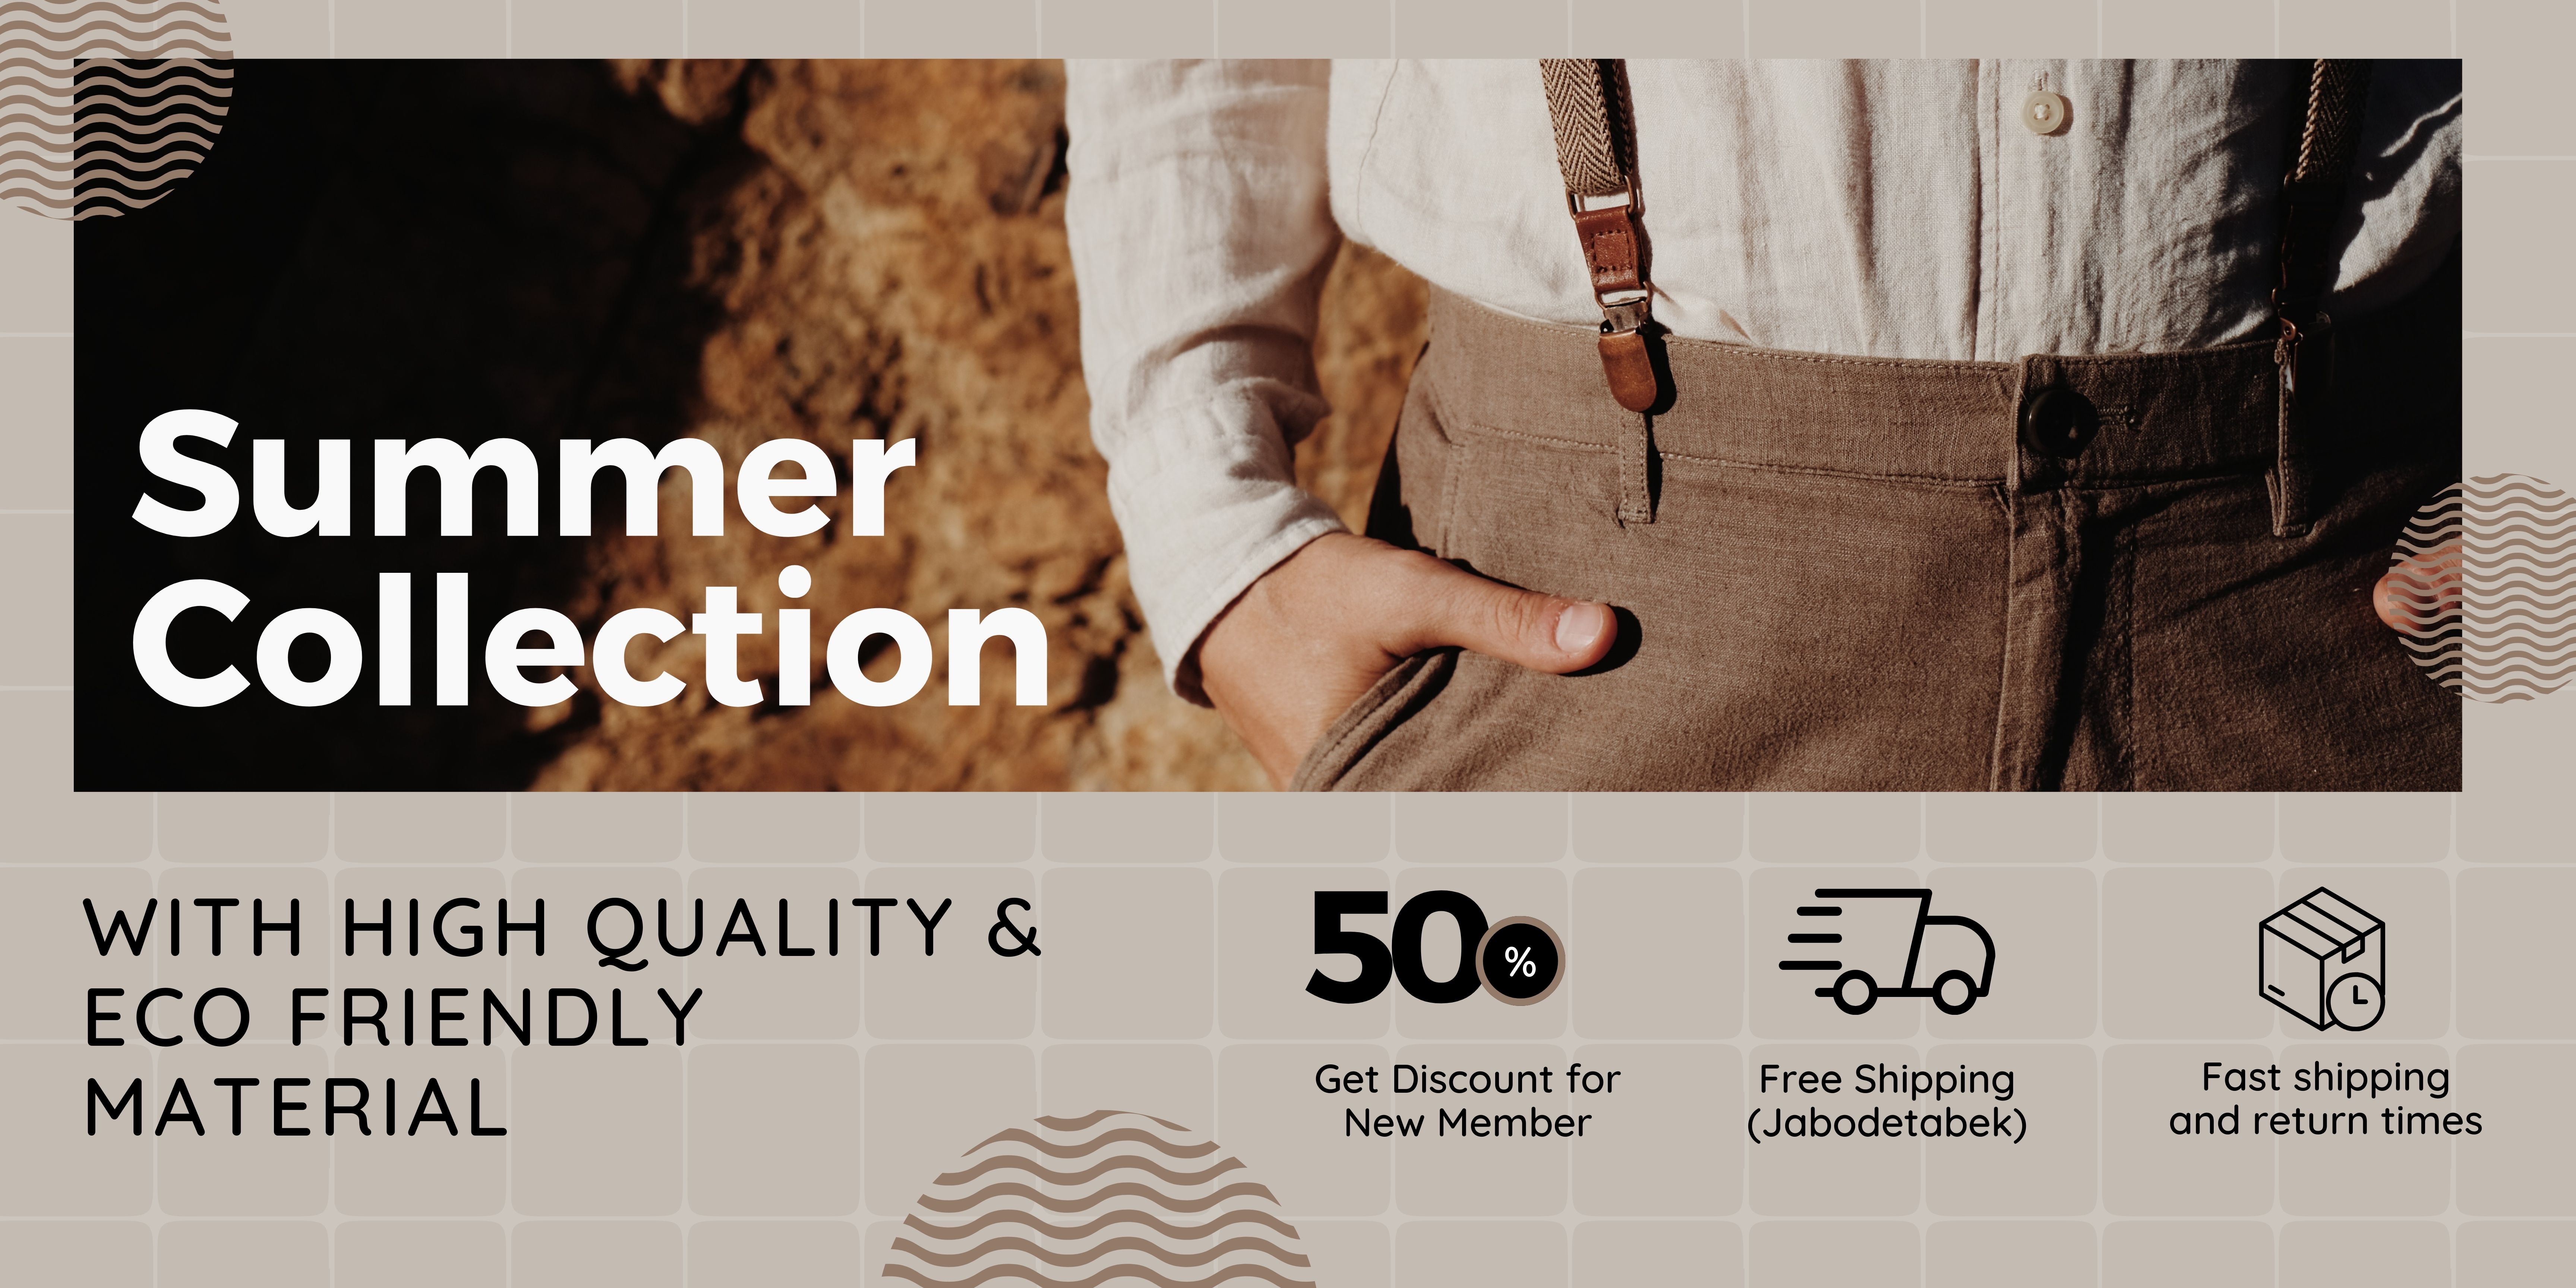 Summer
Collection
WITH HIGH QUALITY &
ECO FRIENDLY
MATERIAL
50%
Get Discount for
New Member
Free Shipping
(Jabodetabek)
Fast shipping
and return times